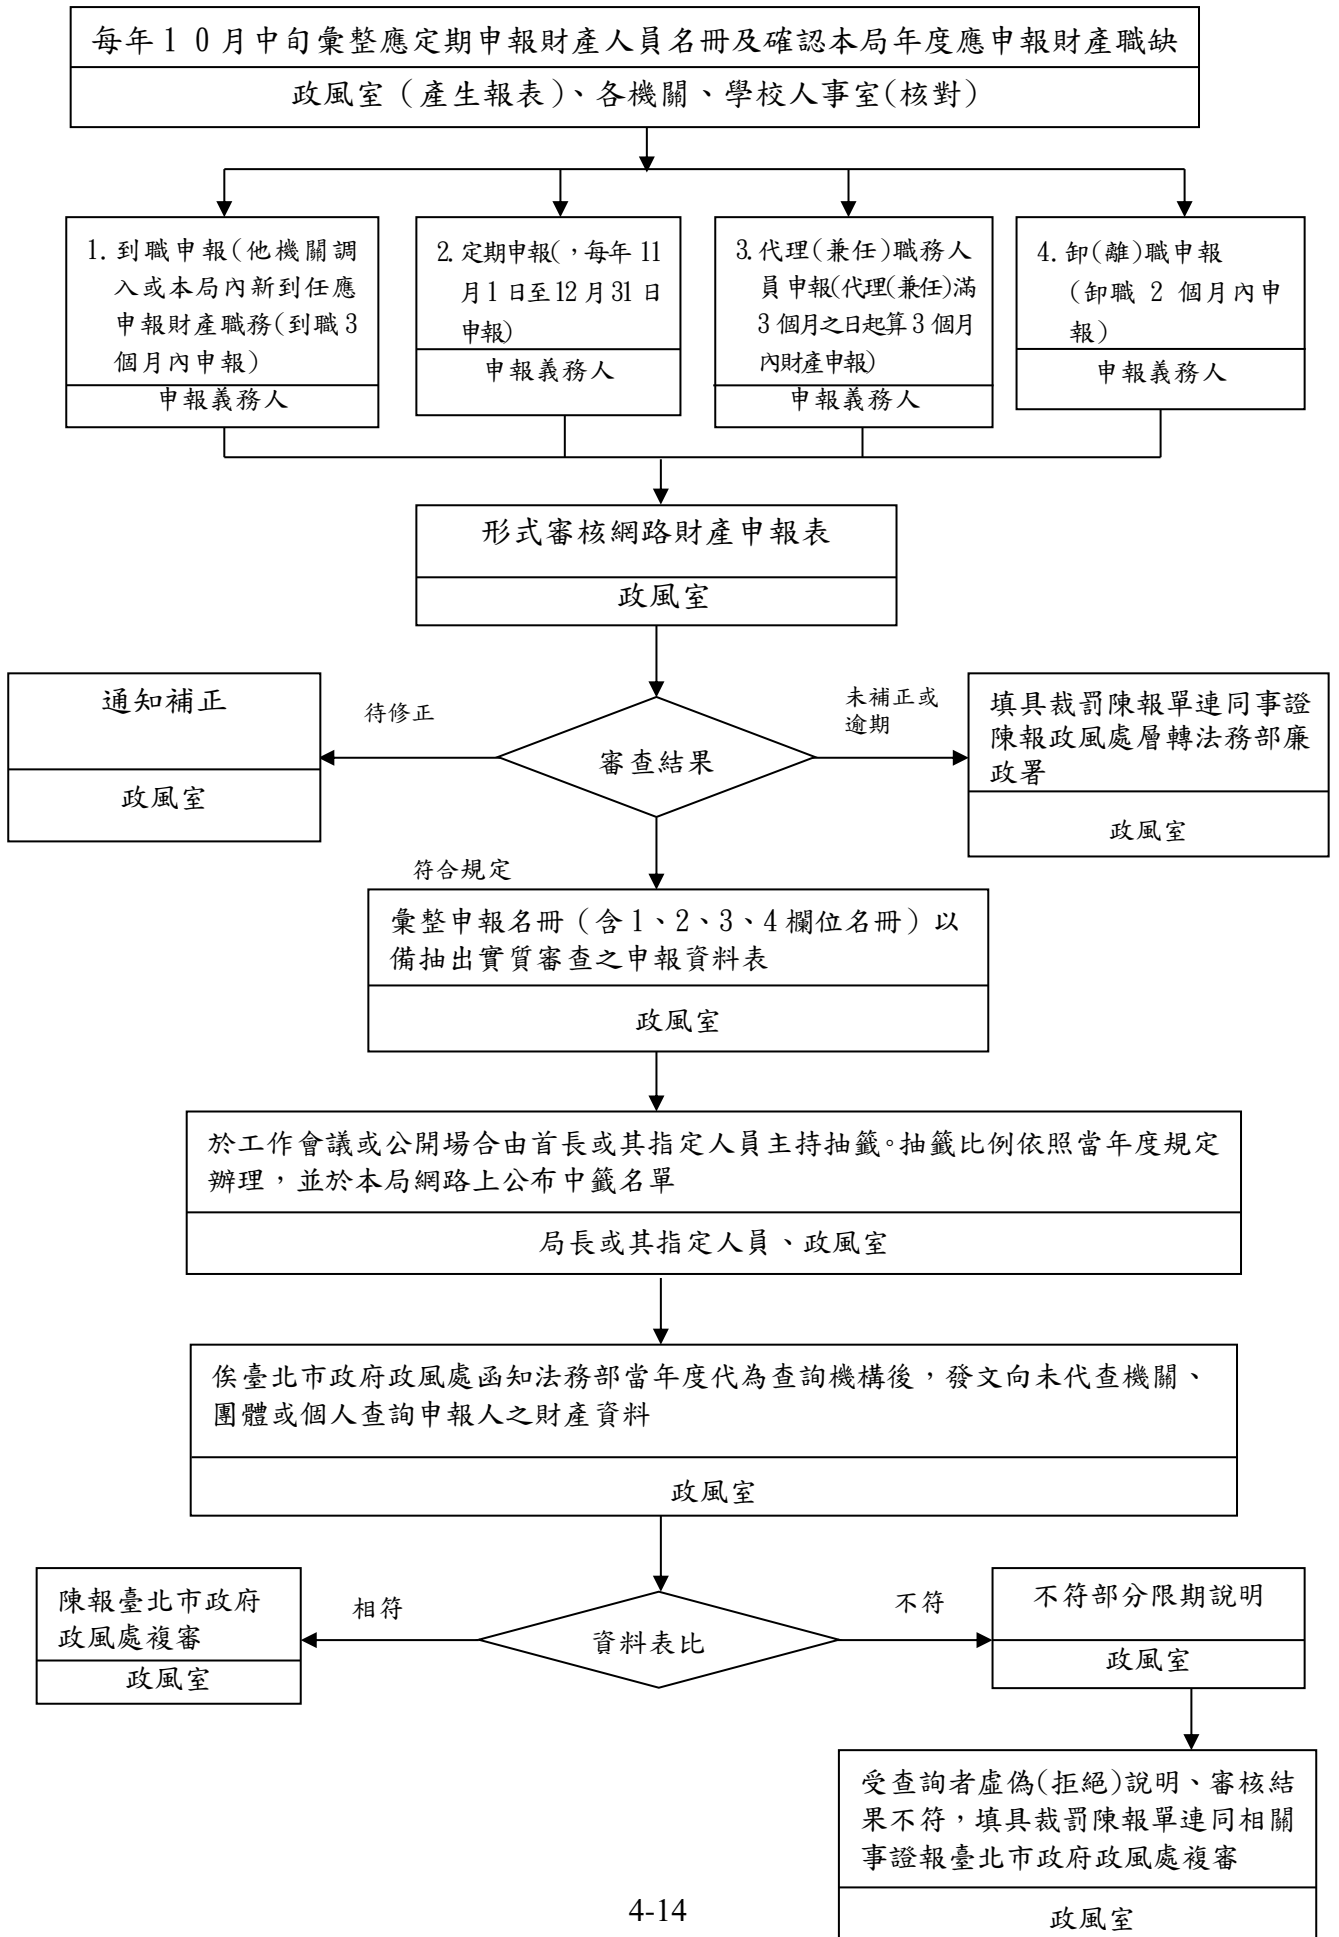 每年10月中旬彙整應定期申報財產人員名冊及確認本局年度應申報財產職缺
政風室（產生報表）、各機關、學校人事室(核對)
1.到職申報(他機關調
入或本局內新到任應
申報財產職務(到職3
個月內申報)
申報義務人
2.定期申報(，每年11
月1日至12月31日
申報)
申報義務人
3.代理(兼任)職務人
員申報(代理(兼任)滿
3個月之日起算3個月
內財產申報)
申報義務人
4.卸(離)職申報
(卸職 2 個月內申
報)
申報義務人
形式審核網路財產申報表
政風室
通知補正
政風室
待修正
審查結果
未補正或
逾期
填具裁罰陳報單連同事證
陳報政風處層轉法務部廉
政署
政風室
符合規定
彙整申報名冊（含1、2、3、4欄位名冊）以
備抽出實質審查之申報資料表
政風室
於工作會議或公開場合由首長或其指定人員主持抽籤。抽籤比例依照當年度規定
辦理，並於本局網路上公布中籤名單
局長或其指定人員、政風室
俟臺北市政府政風處函知法務部當年度代為查詢機構後，發文向未代查機關、
團體或個人查詢申報人之財產資料
政風室
陳報臺北市政府
政風處複審
政風室
相符
資料表比
不符
不符部分限期說明
政風室
受查詢者虛偽(拒絕)說明、審核結
果不符，填具裁罰陳報單連同相關
事證報臺北市政府政風處複審
政風室
4-14